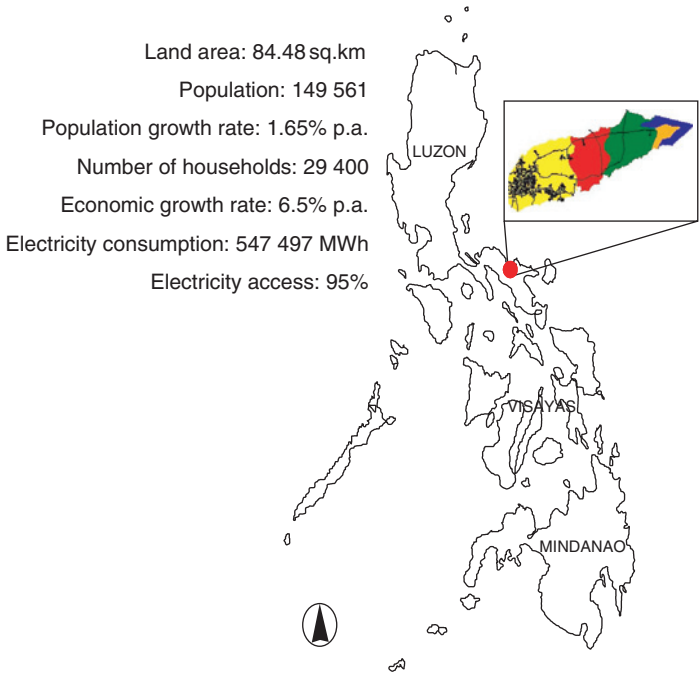 Land area: 84.48 sq.km
Population: 149 561
Population growth rate: 1.65% p.a.
Number of households: 29 400
Economic growth rate: 6.5% p.a.
Electricity consumption: 547 497 MWh
Electricity access: 95%
LUZON
VISAYAS
MINDANAO